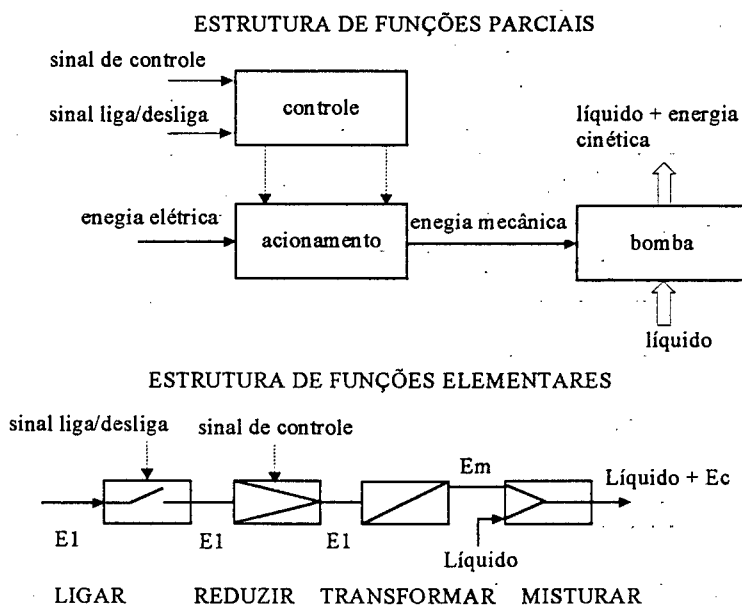 ESTRUTURA DE FUNÇÕES PARCIAIS
sinal de controle
sinal liga/desliga
controle
líquido + energia
cinética
enegia elétrica
acionamento
enegia mecânica
bomba
líquido
ESTRUTURA DE FUNÇÕES ELEMENTARES
sinal liga/desliga
sinal de controle
Em
Líquido + Ec
E1
E1
E1
Líquido
LIGAR REDUZIR TRANSFORMAR MISTURAR